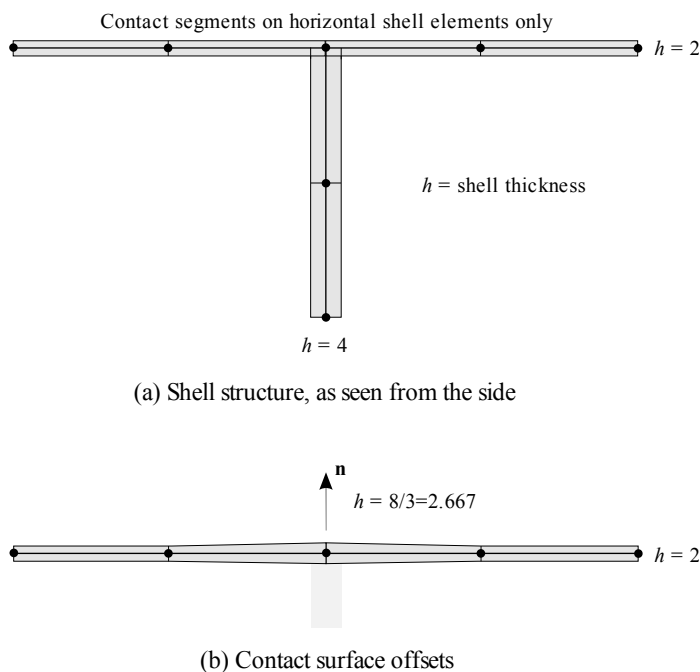 Contact segments on horizontal shell elements only
h = 2
h = shell thickness
h = 4
(a) Shell structure, as seen from the side
n
h = 8/3=2.667
h = 2
(b) Contact surface offsets